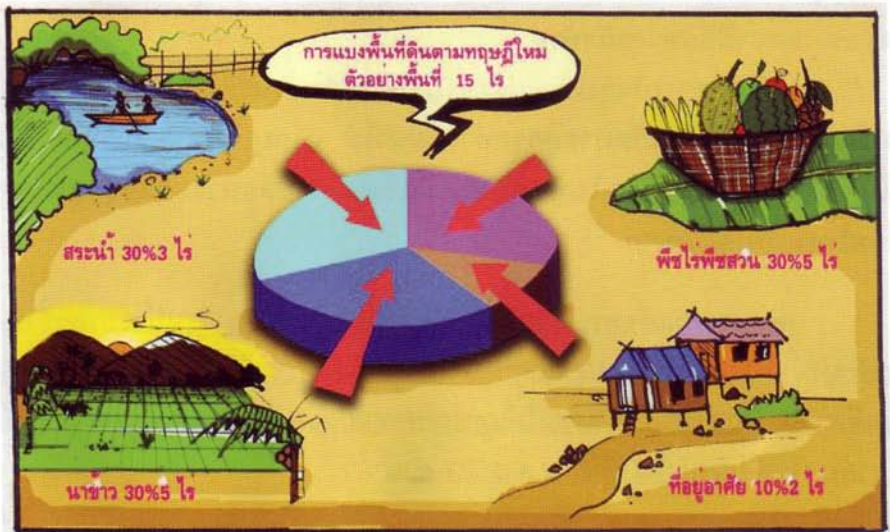 การแบ่งพื้นที่ดินตามทฤษฎีใหม่
ตัวอย่างพื้นที่ 15 ไร่
สระน้ำ 30%3 ไร่
พืชไร่พืชสวน 30%5 ไร่
นาข้าว 30%5 ไร่
ที่อยู่อาศัย 10%2 ไร่